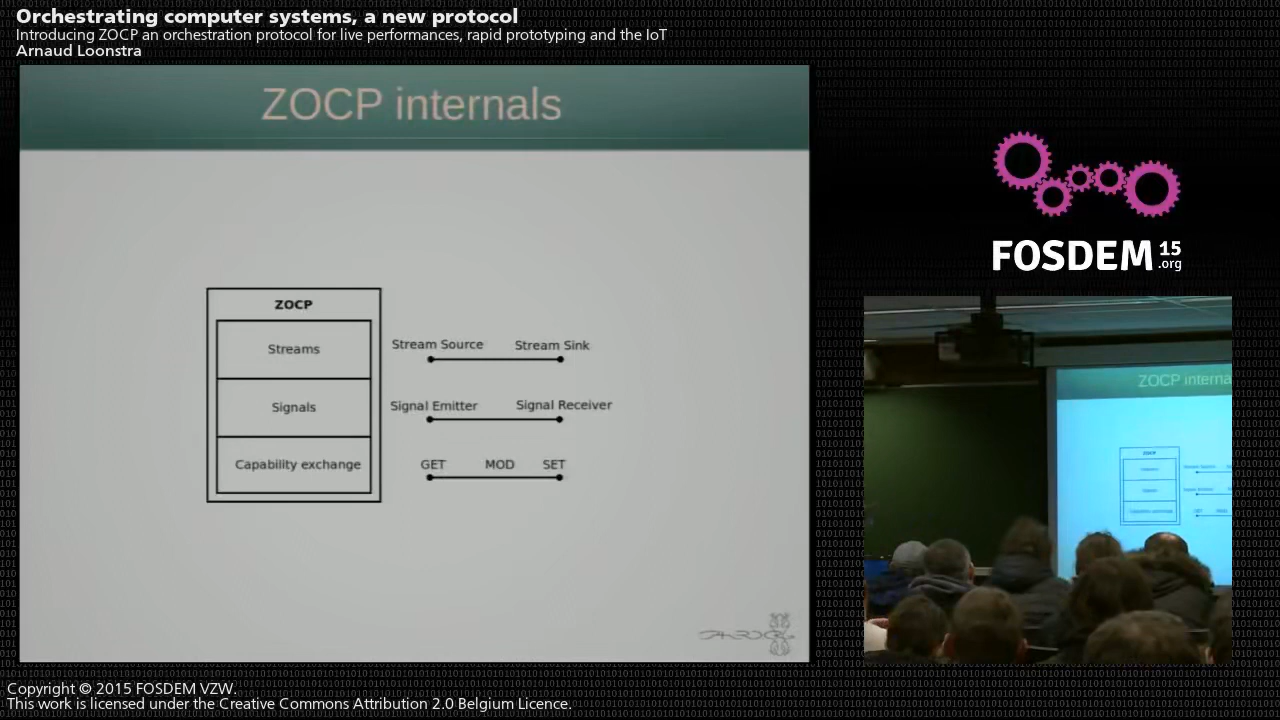 Orchestrating computer systems, a new protocol
Introducing ZOCP an orchestration protocol for live performances, rapid prototyping and the IoT
Arnaud Loonstra
ZOCP internals
ZOCP
Streams
Stream Source
Stream Sink
Signals
Signal Emitter
Signal Receiver
Capability exchange
GET
MOD
SET
FOSDEM 15
.org
ZOCP interna
ZOCP
Copyright © 2015 FOSDEM VZW.
This work is licensed under the Creative Commons Attribution 2.0 Belgium Licence.